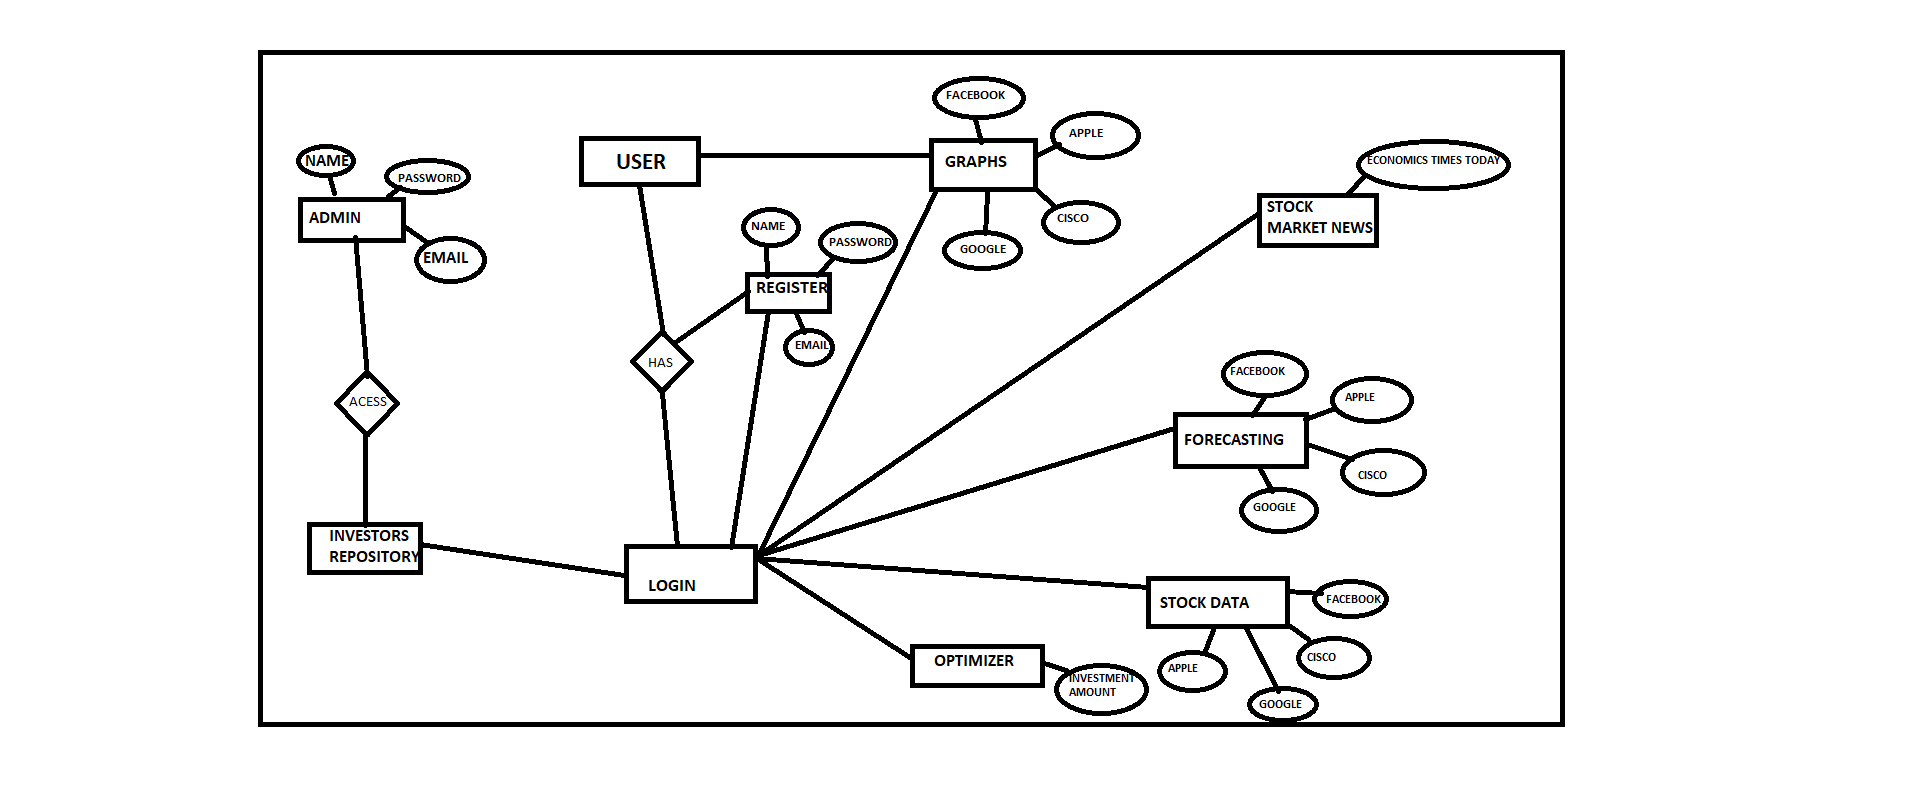 FACEBOOK
APPLE
NAME
PASSWORD
USER
GRAPHS
ECONOMICS TIMES TODAY
ADMIN
EMAIL
NAME
PASSWORD
GOOGLE
CISCO
STOCK
MARKET NEWS
REGISTER
EMAIL
HAS
ACESS
FACEBOOK
APPLE
FORECASTING
CISCO
GOOGLE
INVESTORS
REPOSITORY
LOGIN
STOCK DATA
FACEBOOK
CISCO
APPLE
GOOGLE
OPTIMIZER
INVESTMENT
AMOUNT